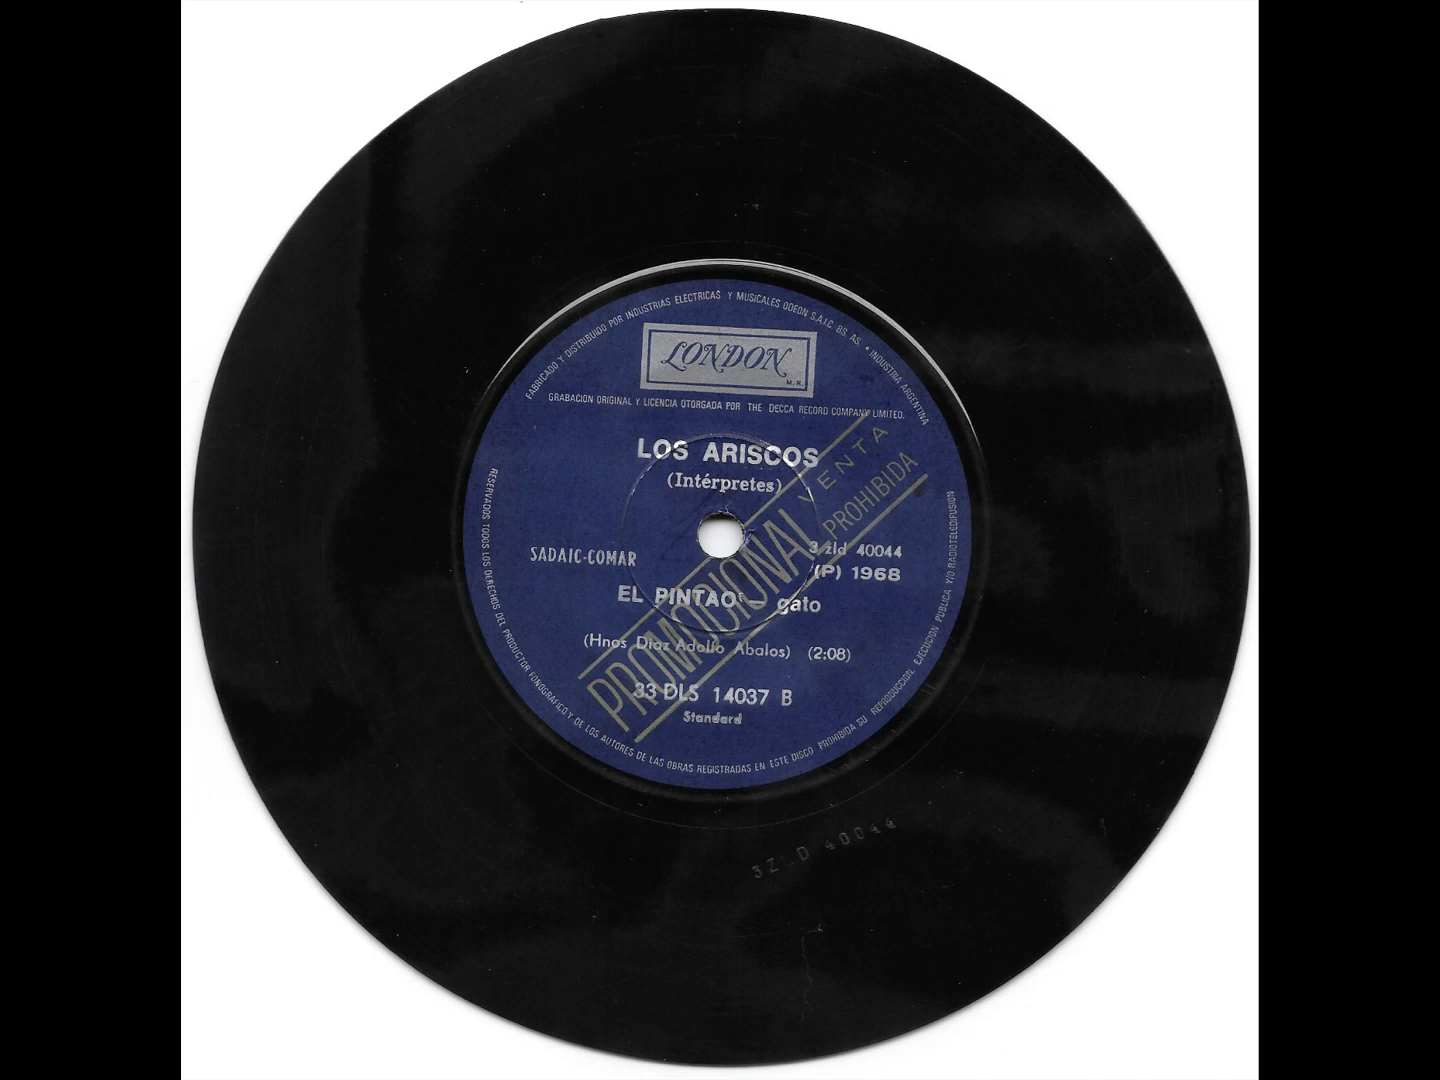 FABRICADO Y DISTRIBUIDO POR INDUSTRIAS ELECTRICAS Y MUSICALES ODEON S.A.I.C. BS. AS. • INDUSTRIA ARGENTINA
LONDON
M. R.
GRABACION ORIGINAL Y LICENCIA OTORGADA POR THE DECCA RECORD COMPANY LIMITED.
LOS ARISCOS
(Intérpretes)
PROMOCIONAL
VENTA
PROHIBIDA
SADAIC-COMAR
3 zld 40044
(P) 1968
EL PINTAO' — gato
(Hnos Díaz Adolfo Abalos) (2:08)
33 DLS 14037 B
Standard
RESERVADOS TODOS LOS DERECHOS DEL PRODUCTOR FONOGRAFICO Y DE LOS AUTORES DE LAS OBRAS REGISTRADAS EN ESTE DISCO PROHIBIDA SU REPRODUCCION EJECUCION PUBLICA Y/O RADIOTELEDIFUSION
3Z D 40044